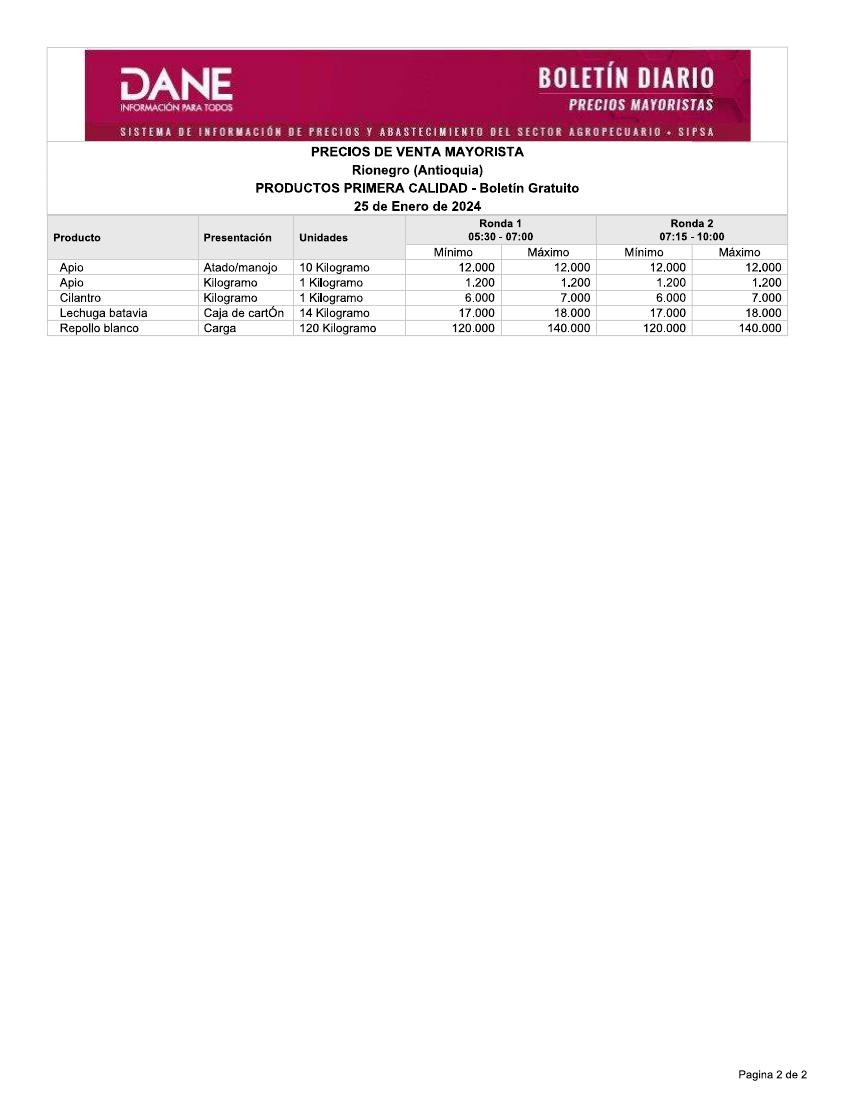 DANE
INFORMACIÓN PARA TODOS
BOLETÍN DIARIO
PRECIOS MAYORISTAS
SISTEMA DE INFORMACIÓN DE PRECIOS Y ABASTECIMIENTO DEL SECTOR AGROPECUARIO • SIPSA
PRECIOS DE VENTA MAYORISTA
Rionegro (Antioquia)
PRODUCTOS PRIMERA CALIDAD - Boletín Gratuito
25 de Enero de 2024
Producto Presentación Unidades Ronda 1 05:30 - 07:00 Ronda 2 07:15 - 10:00
Mínimo Máximo Mínimo Máximo
Apio Atado/manojo 10 Kilogramo 12.000 12.000 12.000 12.000
Apio Kilogramo 1 Kilogramo 1.200 1.200 1.200 1.200
Cilantro Kilogramo 1 Kilogramo 6.000 7.000 6.000 7.000
Lechuga batavia Caja de cartÓn 14 Kilogramo 17.000 18.000 17.000 18.000
Repollo blanco Carga 120 Kilogramo 120.000 140.000 120.000 140.000
Pagina 2 de 2